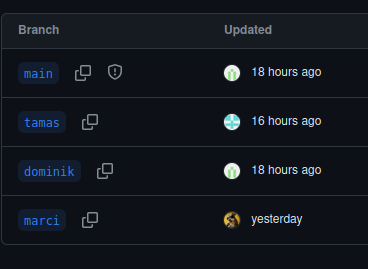 Branch Updated
main 18 hours ago
tamas 16 hours ago
dominik 18 hours ago
marci yesterday